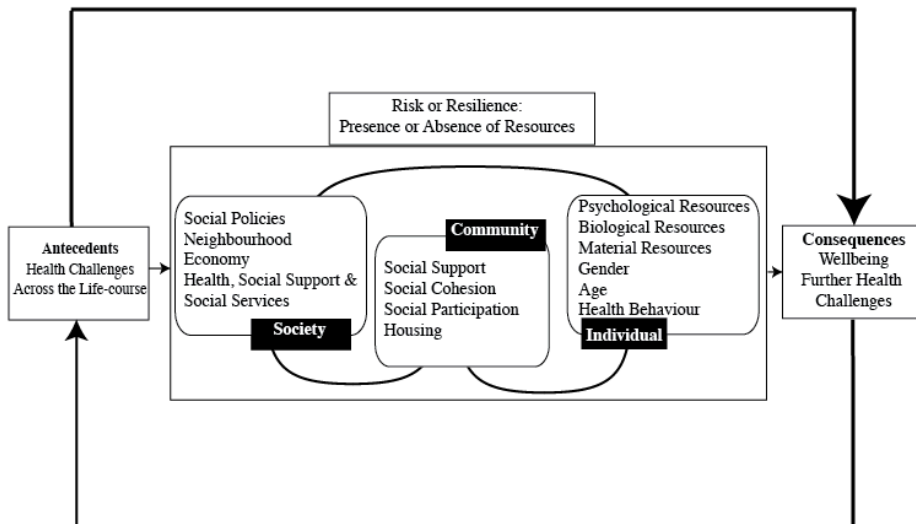 Risk or Resilience:
Presence or Absence of Resources
Antecedents
Health Challenges
Across the Life-course
Social Policies
Neighbourhood
Economy
Health, Social Support &
Social Services
Society
Community
Social Support
Social Cohesion
Social Participation
Housing
Psychological Resources
Biological Resources
Material Resources
Gender
Age
Health Behaviour
Individual
Consequences
Wellbeing
Further Health
Challenges